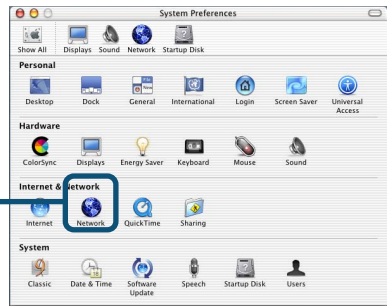 System Preferences
Show All Displays Sound Network Startup Disk
Personal
Desktop Dock General International Login Screen Saver Universal
Access
Hardware
ColorSync Displays Energy Saver Keyboard Mouse Sound
Internet & Network
Internet Network QuickTime Sharing
System
Classic Date & Time Software Speech Startup Disk Users
Update